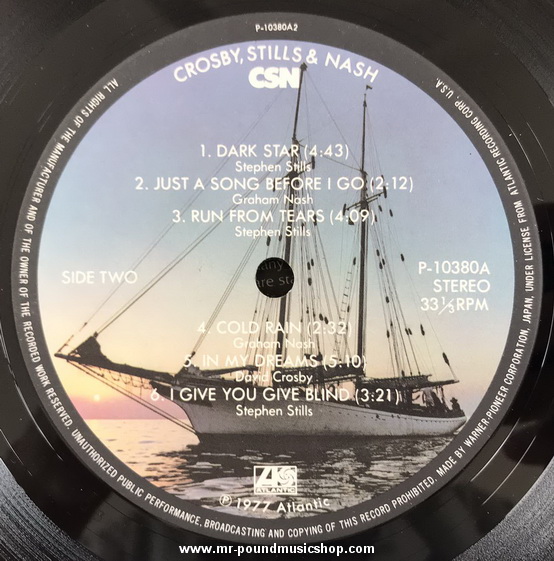 P-10380A2
CROSBY, STILLS & NASH
CSN
1. DARK STAR (4:43)
Stephen Stills
2. JUST A SONG BEFORE I GO (2:12)
Graham Nash
3. RUN FROM TEARS (4:09)
Stephen Stills
SIDE TWO
P-10380A
STEREO
33⅓RPM
4. COLD RAIN (2:32)
Graham Nash
5. IN MY DREAMS (5:10)
David Crosby
6. I GIVE YOU GIVE BLIND (3:21)
Stephen Stills
ATLANTIC
Ⓟ 1977 Atlantic
ALL RIGHTS OF THE MANUFACTURER AND OF THE OWNER OF THE RECORDED WORK RESERVED. UNAUTHORIZED PUBLIC PERFORMANCE, BROADCASTING AND COPYING OF THIS RECORD PROHIBITED. MADE BY WARNER-PIONEER CORPORATION, JAPAN, UNDER LICENSE FROM ATLANTIC RECORDING CORP., U.S.A.
www.mr-poundmusicshop.com